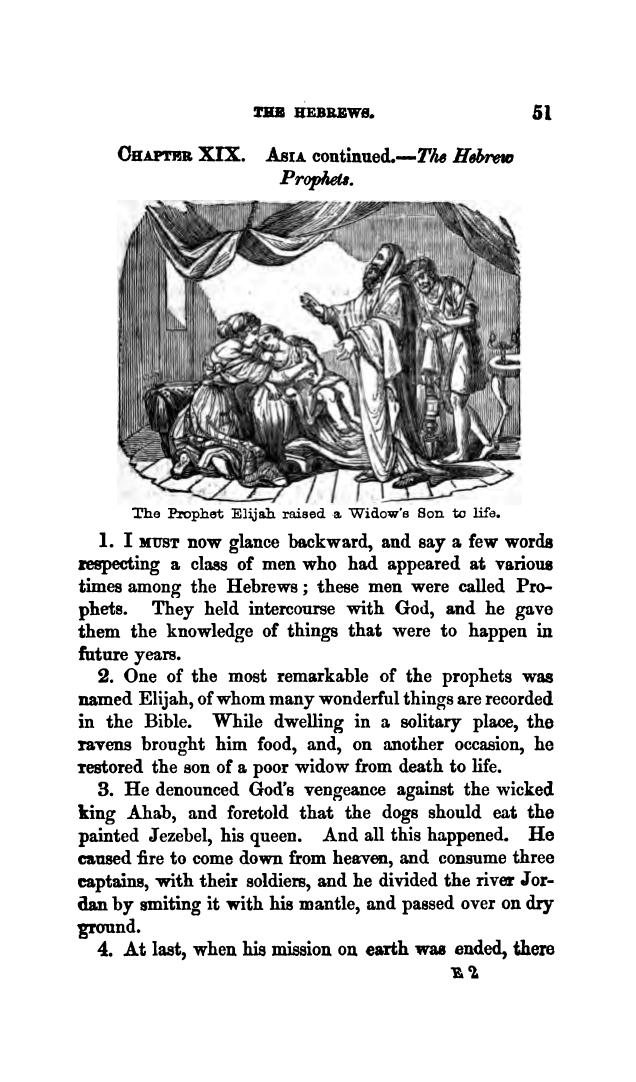 THE HEBREWS. 51
CHAPTER XIX. ASIA continued.—The Hebrew
Prophets.
The Prophet Elijah raised a Widow's Son to life.
1. I MUST now glance backward, and say a few words
respecting a class of men who had appeared at various
times among the Hebrews; these men were called Pro-
phets. They held intercourse with God, and he gave
them the knowledge of things that were to happen in
future years.
2. One of the most remarkable of the prophets was
named Elijah, of whom many wonderful things are recorded
in the Bible. While dwelling in a solitary place, the
ravens brought him food, and, on another occasion, he
restored the son of a poor widow from death to life.
3. He denounced God's vengeance against the wicked
king Ahab, and foretold that the dogs should eat the
painted Jezebel, his queen. And all this happened. He
caused fire to come down from heaven, and consume three
captains, with their soldiers, and he divided the river Jor-
dan by smiting it with his mantle, and passed over on dry
ground.
4. At last, when his mission on earth was ended, there
E 2